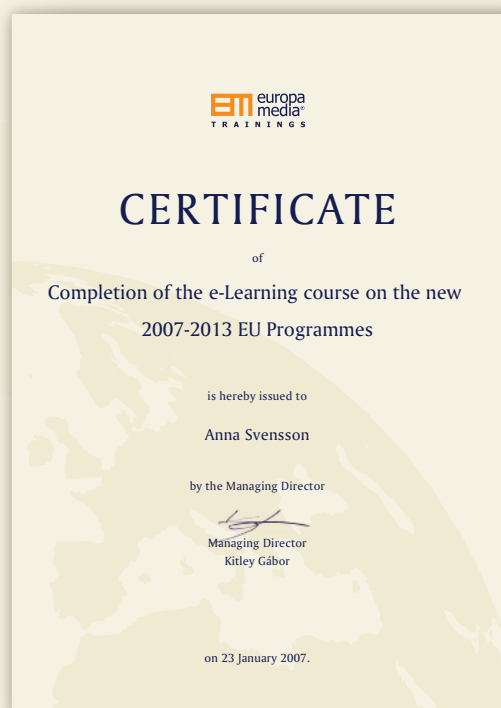 europa
media®
TRAININGS
CERTIFICATE
of
Completion of the e-Learning course on the new
2007-2013 EU Programmes
is hereby issued to
Anna Svensson
by the Managing Director
Managing Director
Kitley Gábor
on 23 January 2007.